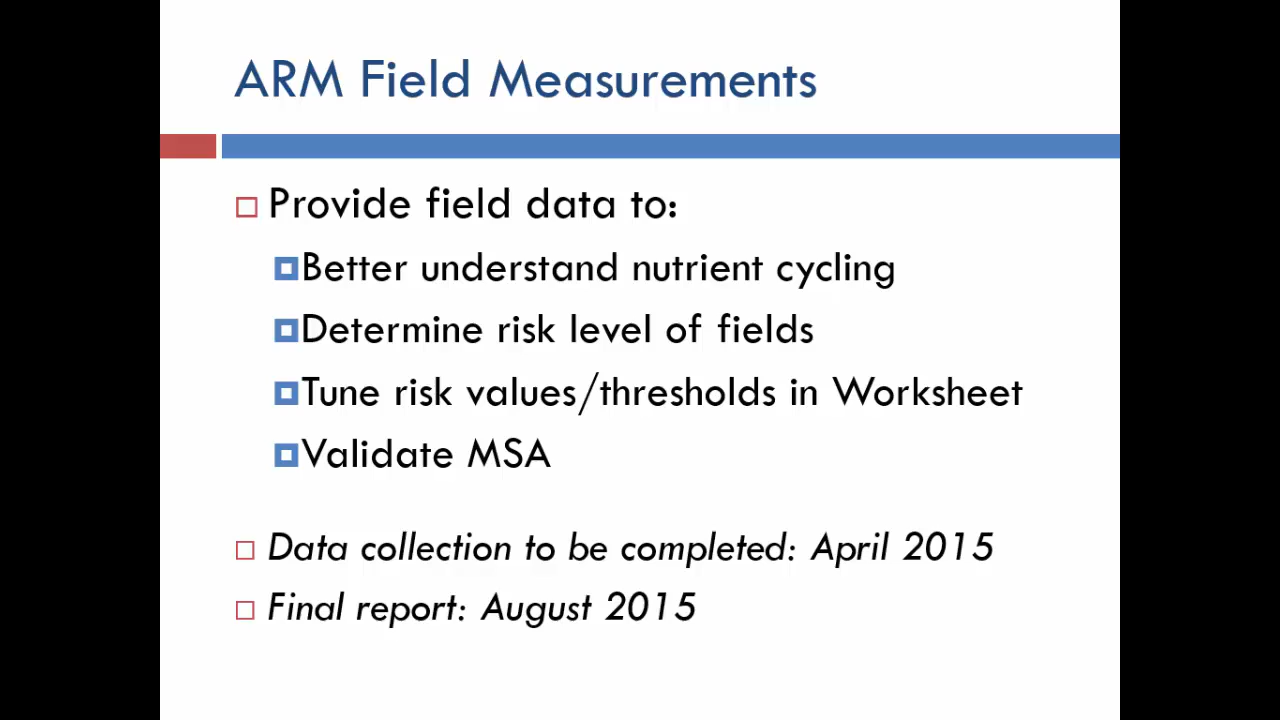 ARM Field Measurements
Provide field data to:
Better understand nutrient cycling
Determine risk level of fields
Tune risk values/thresholds in Worksheet
Validate MSA
Data collection to be completed: April 2015
Final report: August 2015